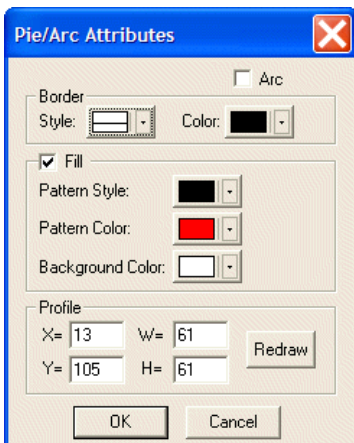 Pie/Arc Attributes
Arc
Border
Style: Color:
Fill
Pattern Style:
Pattern Color:
Background Color:
Profile
X= 13 W= 61
Redraw
Y= 105 H= 61
OK Cancel